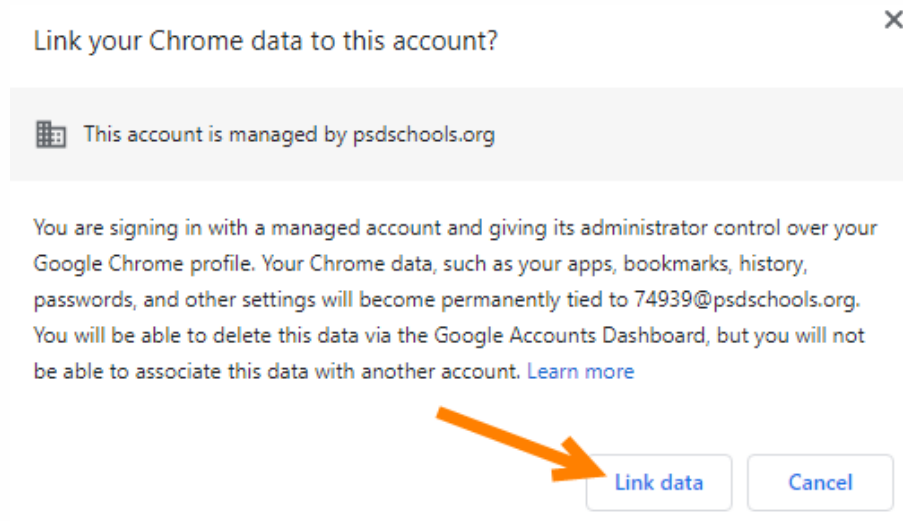 Link your Chrome data to this account?
This account is managed by psdschools.org
You are signing in with a managed account and giving its administrator control over your
Google Chrome profile. Your Chrome data, such as your apps, bookmarks, history,
passwords, and other settings will become permanently tied to 74939@psdschools.org.
You will be able to delete this data via the Google Accounts Dashboard, but you will not
be able to associate this data with another account. Learn more
Link data
Cancel